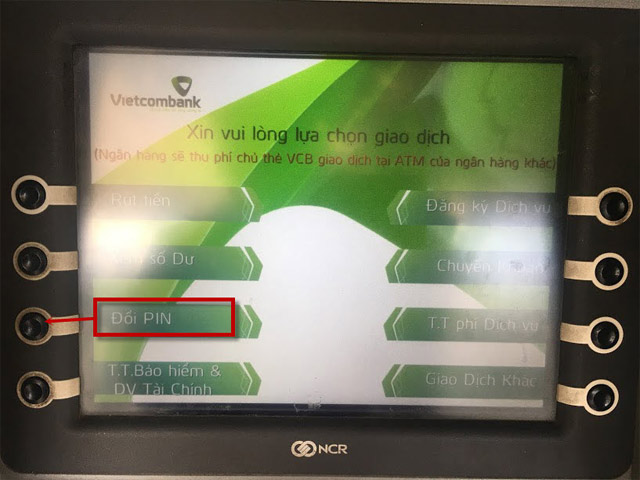 Vietcombank
Xin vui lòng lựa chọn giao dịch
(Ngân hàng sẽ thu phí chủ thẻ VCB giao dịch tại ATM của ngân hàng khác)
Rút tiền
Đăng ký Dịch vụ
số Dư
Chuyển
Đổi PIN
T.T phí Dịch vụ
T.T.Bảo hiểm &
DV Tài Chính
Giao Dịch Khác
NCR